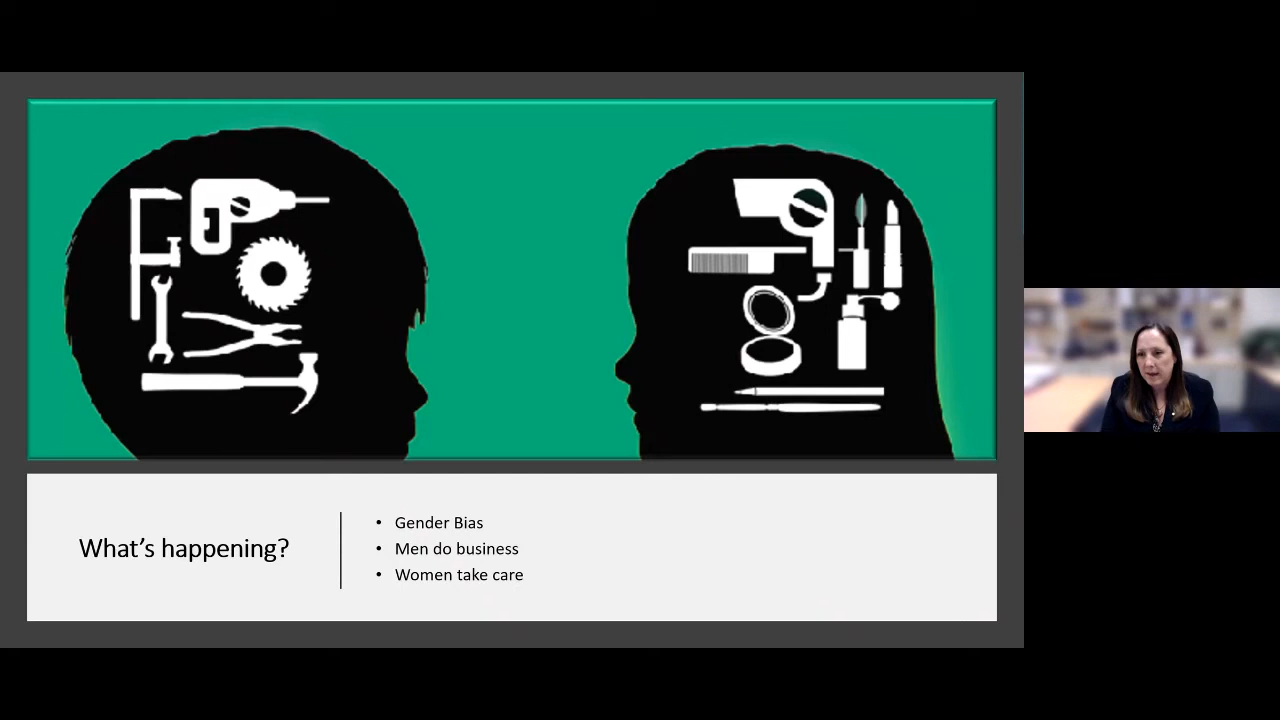 What's happening?
• Gender Bias
• Men do business
• Women take care